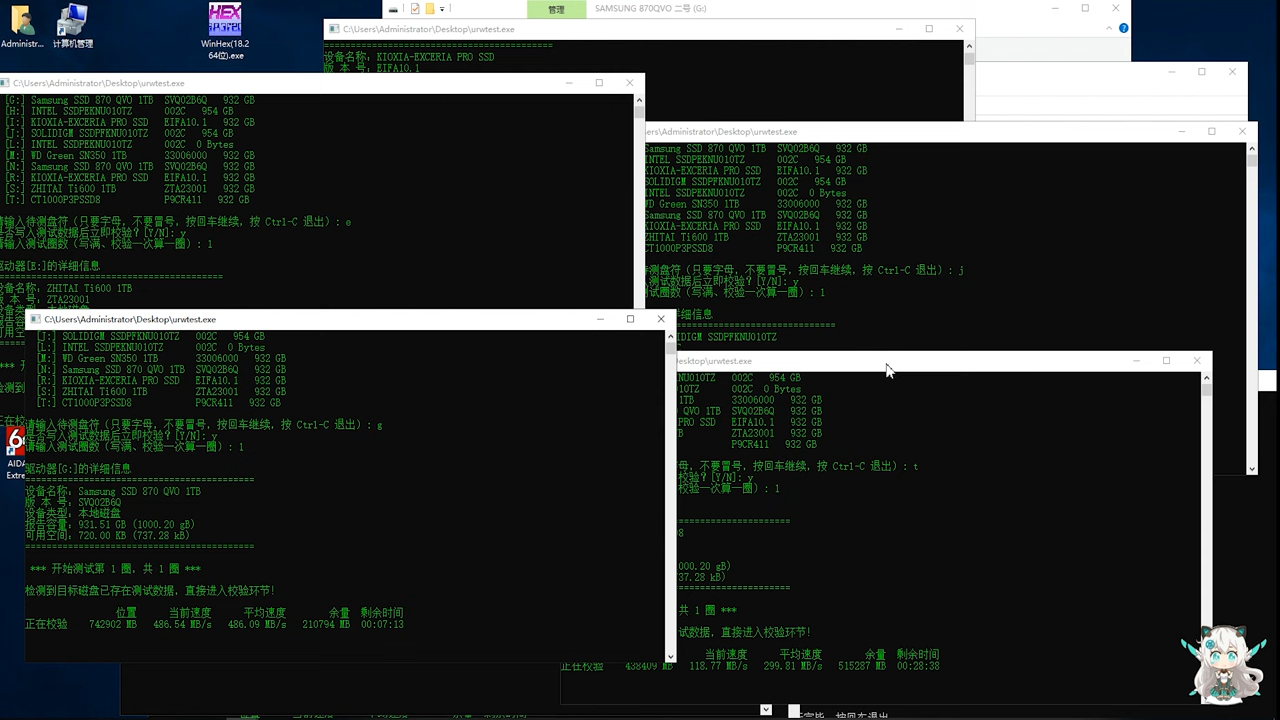 管理
SAMSUNG 870QVO 二号 (G:)
Administr...
计算机管理
WinHex(18.2
64位).exe
C:\Users\Administrator\Desktop\urwtest.exe
设备名称: KIOXIA-EXCERIA PRO SSD
版 本 号: EIFA10.1
C:\Users\Administrator\Desktop\urwtest.exe
[G:] Samsung SSD 870 QVO 1TB SVQ02B6Q 932 GB
[H:] INTEL SSDPEKNU010TZ 002C 954 GB
[I:] KIOXIA-EXCERIA PRO SSD EIFA10.1 932 GB
[J:] SOLIDIGM SSDPFKNU010TZ 002C 954 GB
[L:] INTEL SSDPEKNU010TZ 002C 0 Bytes
[M:] WD Green SN350 1TB 33006000 932 GB
[N:] Samsung SSD 870 QVO 1TB SVQ02B6Q 932 GB
[R:] KIOXIA-EXCERIA PRO SSD EIFA10.1 932 GB
[S:] ZHITAI Ti600 1TB ZTA23001 932 GB
[T:] CT1000P3PSSD8 P9CR411 932 GB
请输入待测盘符(只要字母，不要冒号，按回车继续，按 Ctrl-C 退出): e
是否写入测试数据后立即校验?[Y/N]: y
请输入测试圈数(写满、校验一次算一圈): 1
驱动器[E:]的详细信息
设备名称: ZHITAI Ti600 1TB
版 本 号: ZTA23001
sers\Administrator\Desktop\urwtest.exe
Samsung SSD 870 QVO 1TB SVQ02B6Q 932 GB
INTEL SSDPEKNU010TZ 002C 954 GB
KIOXIA-EXCERIA PRO SSD EIFA10.1 932 GB
SOLIDIGM SSDPFKNU010TZ 002C 954 GB
INTEL SSDPEKNU010TZ 002C 0 Bytes
WD Green SN350 1TB 33006000 932 GB
Samsung SSD 870 QVO 1TB SVQ02B6Q 932 GB
KIOXIA-EXCERIA PRO SSD EIFA10.1 932 GB
ZHITAI Ti600 1TB ZTA23001 932 GB
CT1000P3PSSD8 P9CR411 932 GB
待测盘符(只要字母，不要冒号，按回车继续，按 Ctrl-C 退出): j
入测试数据后立即校验?[Y/N]: y
试圈数(写满、校验一次算一圈): 1
详细信息
IDIGM SSDPFKNU010TZ
C:\Users\Administrator\Desktop\urwtest.exe
[J:] SOLIDIGM SSDPFKNU010TZ 002C 954 GB
[L:] INTEL SSDPEKNU010TZ 002C 0 Bytes
[M:] WD Green SN350 1TB 33006000 932 GB
[N:] Samsung SSD 870 QVO 1TB SVQ02B6Q 932 GB
[R:] KIOXIA-EXCERIA PRO SSD EIFA10.1 932 GB
[S:] ZHITAI Ti600 1TB ZTA23001 932 GB
[T:] CT1000P3PSSD8 P9CR411 932 GB
请输入待测盘符(只要字母，不要冒号，按回车继续，按 Ctrl-C 退出): g
是否写入测试数据后立即校验?[Y/N]: y
请输入测试圈数(写满、校验一次算一圈): 1
驱动器[G:]的详细信息
设备名称: Samsung SSD 870 QVO 1TB
版 本 号: SVQ02B6Q
设备类型: 本地磁盘
报告容量: 931.51 GB (1000.20 gB)
可用空间: 720.00 KB (737.28 kB)
*** 开始测试第 1 圈，共 1 圈 ***
检测到目标磁盘已存在测试数据，直接进入校验环节!
位置 当前速度 平均速度 余量 剩余时间
正在校验 742902 MB 486.54 MB/s 486.09 MB/s 210794 MB 00:07:13
Desktop\urwtest.exe
NU010TZ 002C 954 GB
010TZ 002C 0 Bytes
1TB 33006000 932 GB
QVO 1TB SVQ02B6Q 932 GB
PRO SSD EIFA10.1 932 GB
B ZTA23001 932 GB
P9CR411 932 GB
母，不要冒号，按回车继续，按 Ctrl-C 退出): t
校验?[Y/N]: y
校验一次算一圈): 1
000.20 gB)
37.28 kB)
共 1 圈 ***
试数据，直接进入校验环节!
当前速度 平均速度 余量 剩余时间
正在校验 438409 MB 118.77 MB/s 299.81 MB/s 515287 MB 00:28:38
AIDA
Extre
完毕，按回车退出